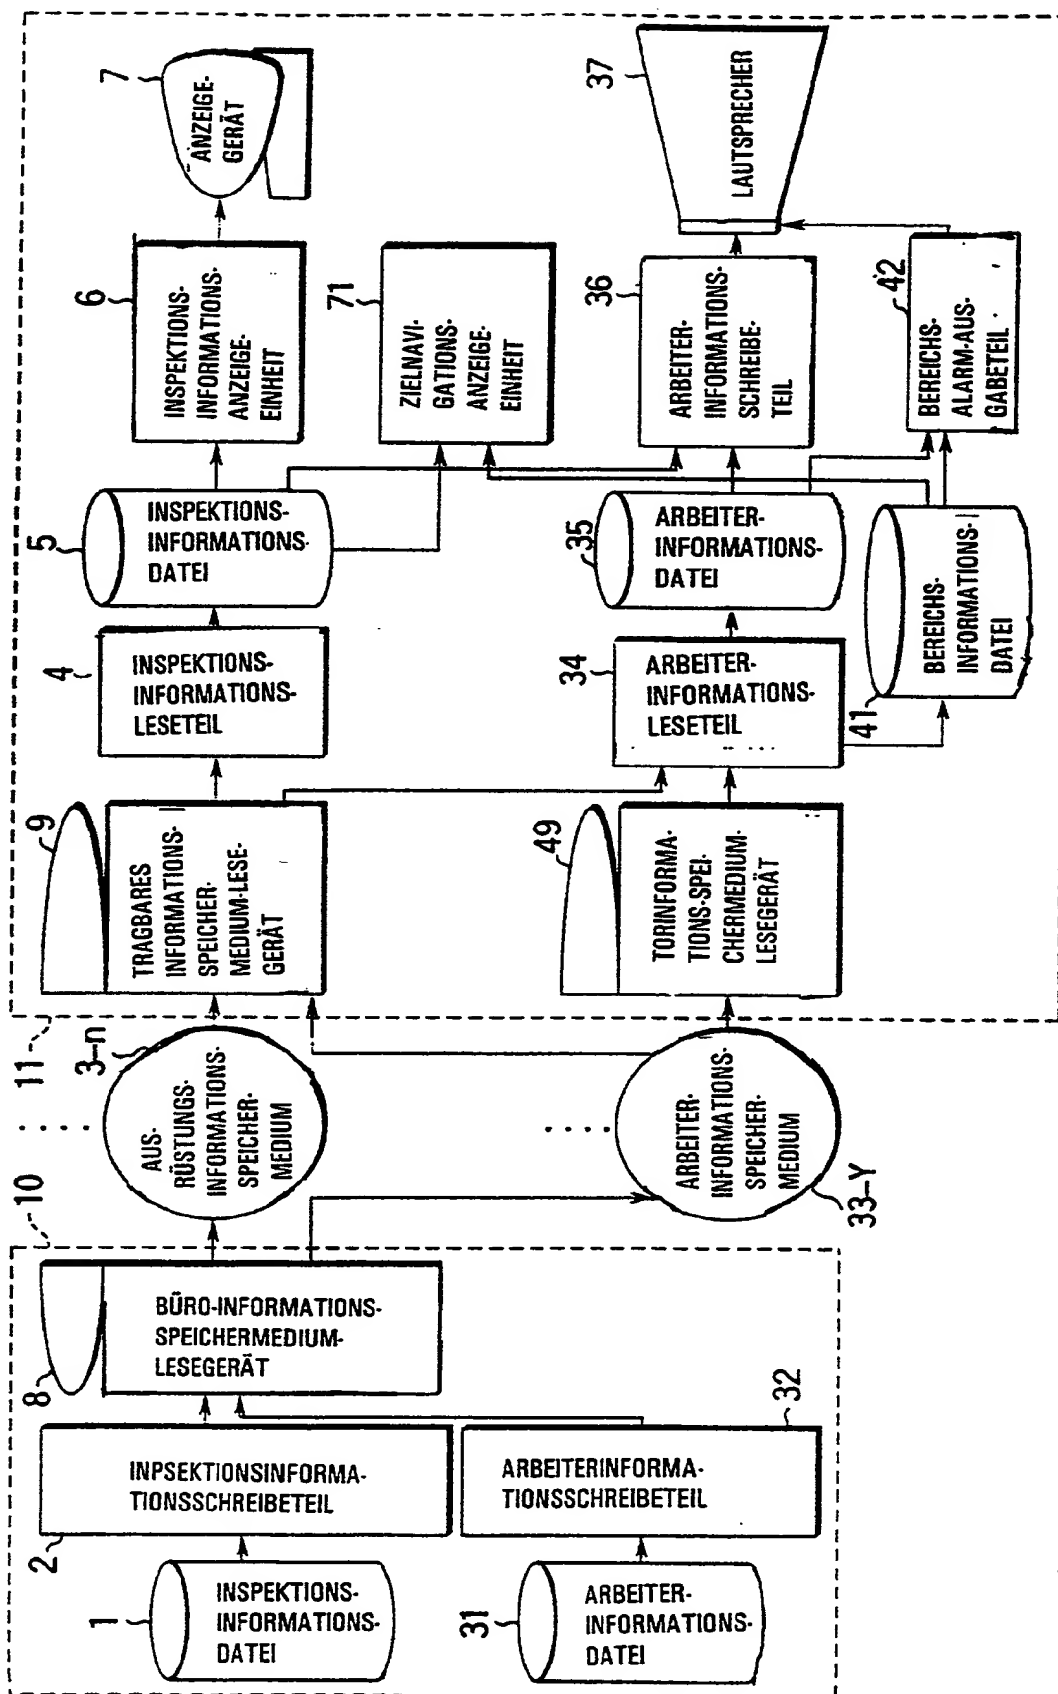 10
1
INSPEKTIONS-
INFORMATIONS-
DATEI
2
INPSEKTIONSINFORMA-
TIONSSCHREIBETEIL
8
BÜRO-INFORMATIONS-
SPEICHERMEDIUM-
LESEGERÄT
31
ARBEITER-
INFORMATIONS-
DATEI
32
ARBEITERINFORMA-
TIONSSCHREIBETEIL
3-n
AUS-
RÜSTUNGS-
INFORMATIONS-
SPEICHER-
MEDIUM
33-Y
ARBEITER-
INFORMATIONS-
SPEICHER-
MEDIUM
11
9
TRAGBARES
INFORMATIONS-
SPEICHER-
MEDIUM-LESE-
GERÄT
4
INSPEKTIONS-
INFORMATIONS-
LESETEIL
5
INSPEKTIONS-
INFORMATIONS-
DATEI
6
INSPEKTIONS-
INFORMATIONS-
ANZEIGE-
EINHEIT
7
ANZEIGE-
GERÄT
71
ZIELNAVI-
GATIONS-
ANZEIGE-
EINHEIT
49
TORINFORMA-
TIONS-SPEI-
CHERMEDIUM-
LESEGERÄT
34
ARBEITER-
INFORMATIONS-
LESETEIL
35
ARBEITER-
INFORMATIONS-
DATEI
36
ARBEITER-
INFORMATIONS-
SCHREIBE-
TEIL
37
LAUTSPRECHER
41
BEREICHS-
INFORMATIONS-
DATEI
42
BEREICHS-
ALARM-AUS-
GABETEIL